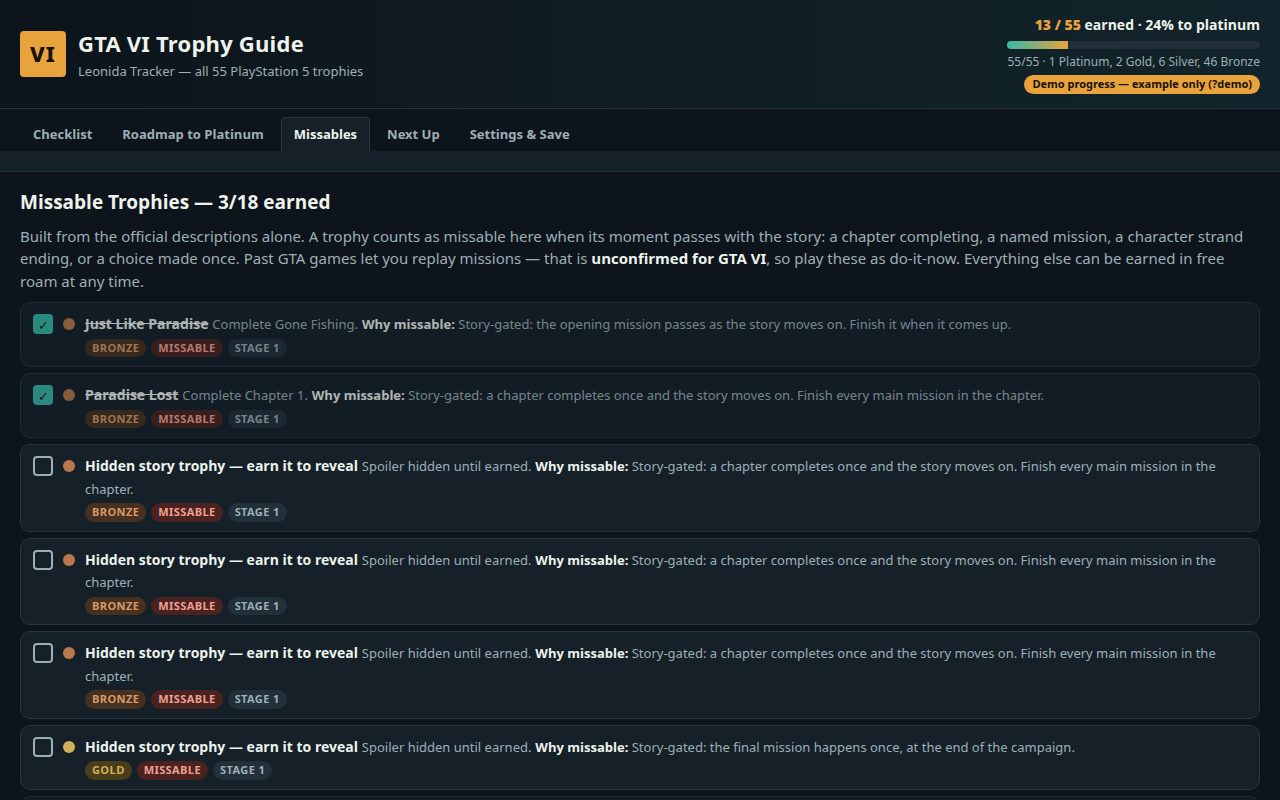 VI
GTA VI Trophy Guide
Leonida Tracker — all 55 PlayStation 5 trophies
13 / 55 earned · 24% to platinum
55/55 · 1 Platinum, 2 Gold, 6 Silver, 46 Bronze
Demo progress — example only (?demo)
Checklist
Roadmap to Platinum
Missables
Next Up
Settings & Save
Missable Trophies — 3/18 earned
Built from the official descriptions alone. A trophy counts as missable here when its moment passes with the story: a chapter completing, a named mission, a character strand
ending, or a choice made once. Past GTA games let you replay missions — that is unconfirmed for GTA VI, so play these as do-it-now. Everything else can be earned in free
roam at any time.
✓ Just Like Paradise Complete Gone Fishing. Why missable: Story-gated: the opening mission passes as the story moves on. Finish it when it comes up.
BRONZE MISSABLE STAGE 1
✓ Paradise Lost Complete Chapter 1. Why missable: Story-gated: a chapter completes once and the story moves on. Finish every main mission in the chapter.
BRONZE MISSABLE STAGE 1
Hidden story trophy — earn it to reveal Spoiler hidden until earned. Why missable: Story-gated: a chapter completes once and the story moves on. Finish every main mission in the
chapter.
BRONZE MISSABLE STAGE 1
Hidden story trophy — earn it to reveal Spoiler hidden until earned. Why missable: Story-gated: a chapter completes once and the story moves on. Finish every main mission in the
chapter.
BRONZE MISSABLE STAGE 1
Hidden story trophy — earn it to reveal Spoiler hidden until earned. Why missable: Story-gated: a chapter completes once and the story moves on. Finish every main mission in the
chapter.
BRONZE MISSABLE STAGE 1
Hidden story trophy — earn it to reveal Spoiler hidden until earned. Why missable: Story-gated: the final mission happens once, at the end of the campaign.
GOLD MISSABLE STAGE 1